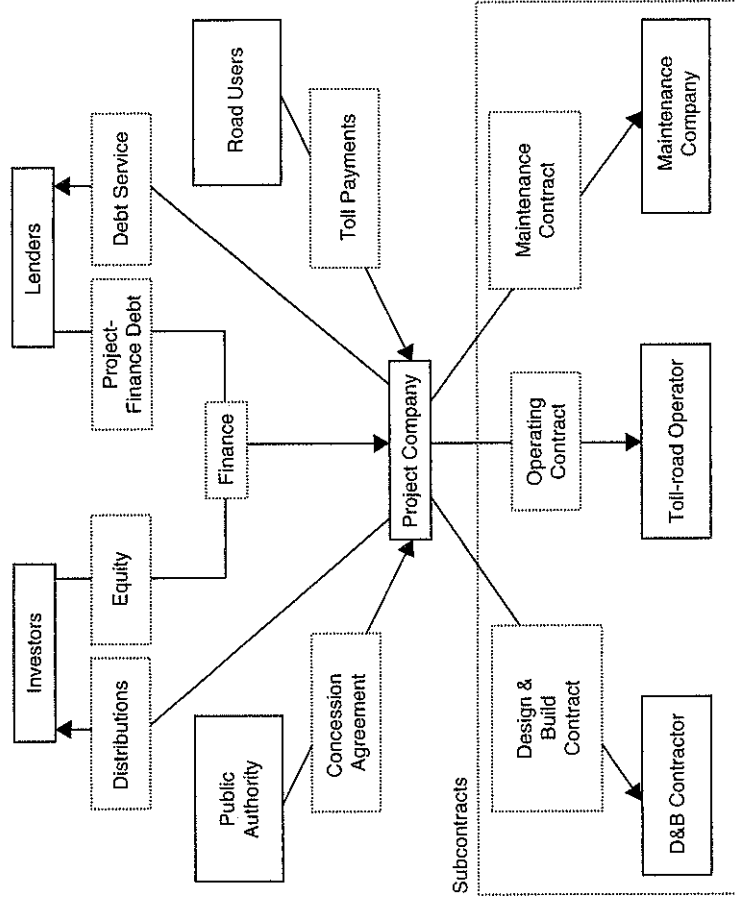 Investors
Lenders
Distributions
Equity
Project-
Finance Debt
Debt Service
Finance
Public
Authority
Road Users
Concession
Agreement
Toll Payments
Project Company
Subcontracts
Design &
Build
Contract
Operating
Contract
Maintenance
Contract
D&B Contractor
Toll-road Operator
Maintenance
Company